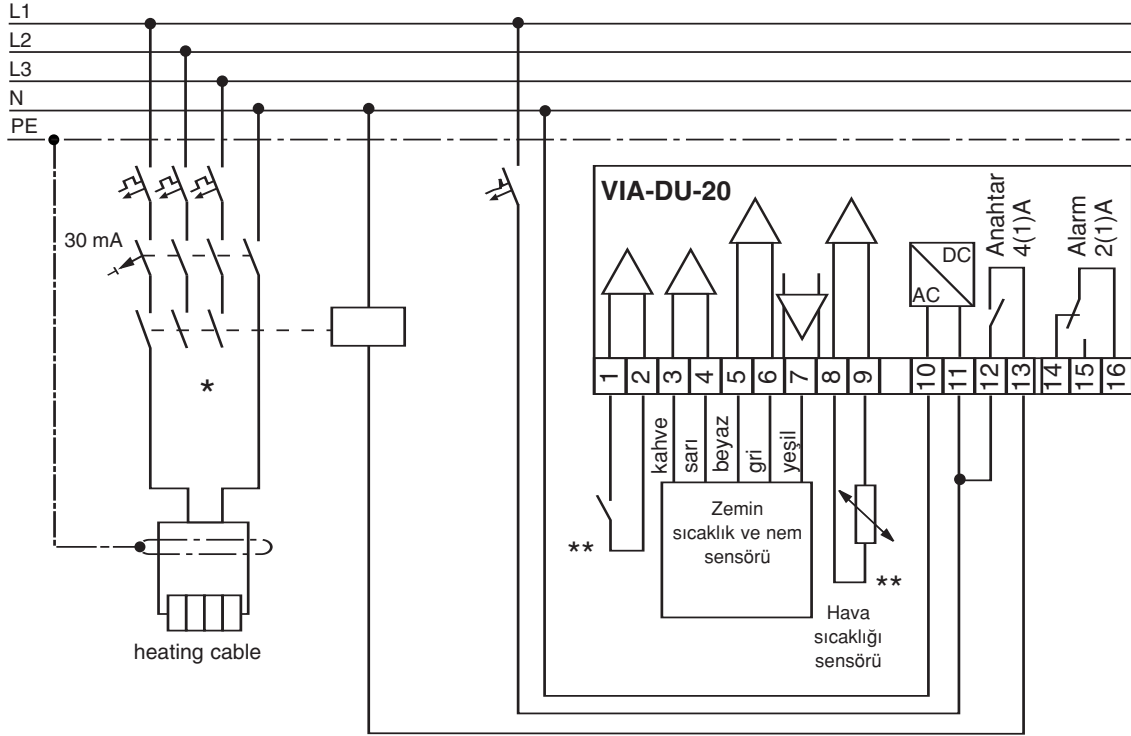 L1
L2
L3
N
PE
30 mA
*
heating cable
VIA-DU-20
AC
DC
Anahtar
4(1)A
Alarm
2(1)A
1
2
3
4
5
6
7
8
9
10
11
12
13
14
15
16
kahve
sarı
beyaz
gri
yeşil
**
Zemin
sıcaklık ve nem
sensörü
**
Hava
sıcaklığı
sensörü